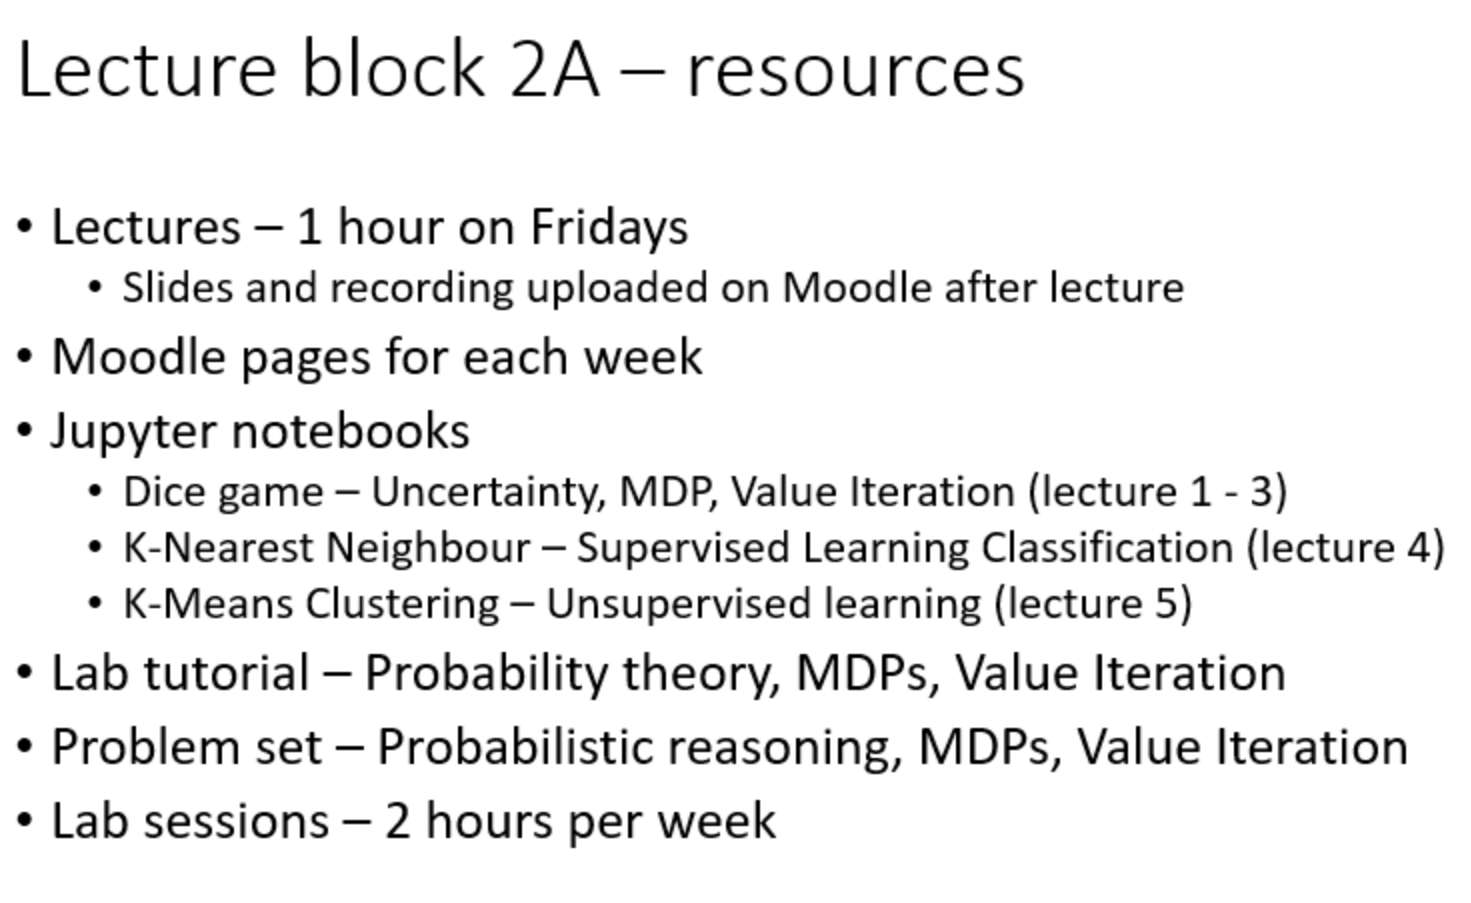 Lecture block 2A – resources
• Lectures – 1 hour on Fridays
• Slides and recording uploaded on Moodle after lecture
• Moodle pages for each week
• Jupyter notebooks
• Dice game – Uncertainty, MDP, Value Iteration (lecture 1 - 3)
• K-Nearest Neighbour – Supervised Learning Classification (lecture 4)
• K-Means Clustering – Unsupervised learning (lecture 5)
• Lab tutorial – Probability theory, MDPs, Value Iteration
• Problem set – Probabilistic reasoning, MDPs, Value Iteration
• Lab sessions – 2 hours per week